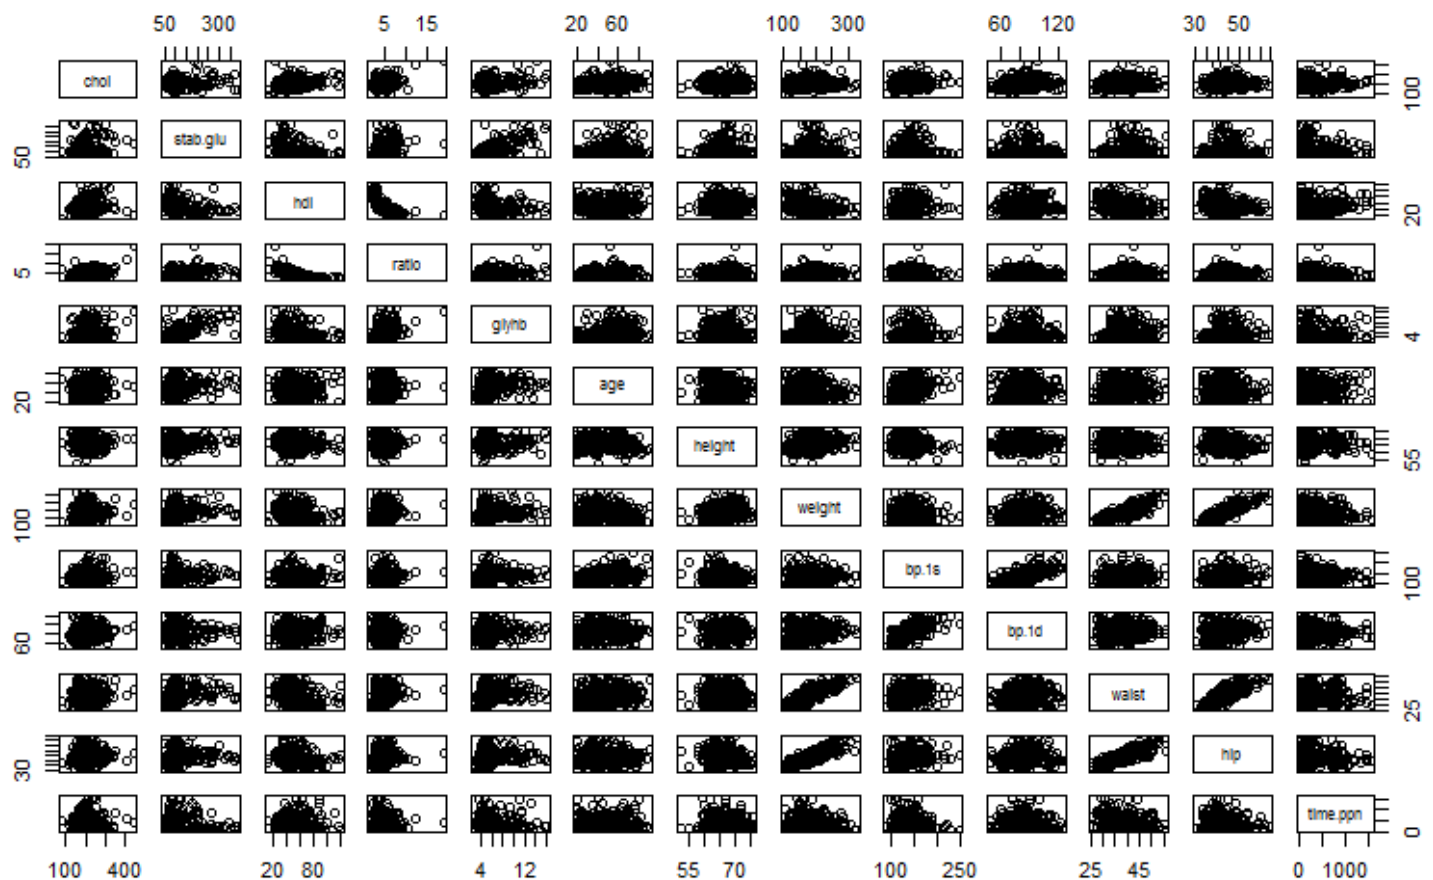 50 300 5 15 20 60 100 300 60 120 30 50
chol 100
50 stab.glu
hdl 20
5 ratio
glyhb 4
20 age
height 55
100 weight
bp.1s 100
60 bp.1d
waist 25
30 hip
time.ppn 0
100 400 20 80 4 12 55 70 100 250 25 45 0 1000